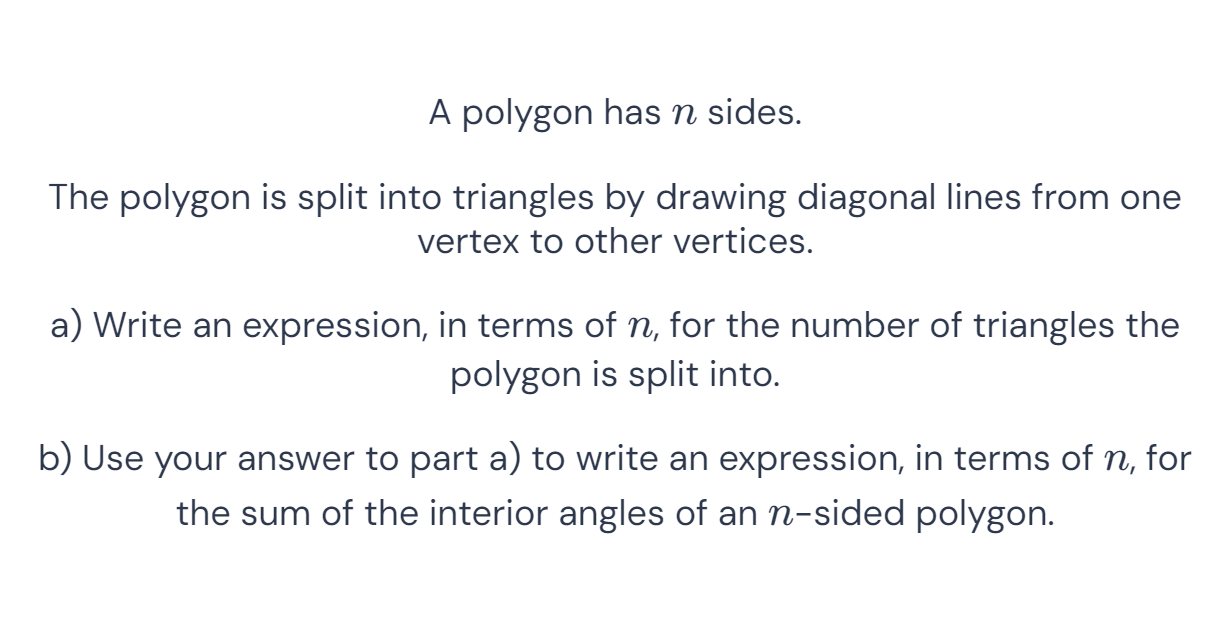 A polygon has n sides.
The polygon is split into triangles by drawing diagonal lines from one
vertex to other vertices.
a) Write an expression, in terms of n, for the number of triangles the
polygon is split into.
b) Use your answer to part a) to write an expression, in terms of n, for
the sum of the interior angles of an n-sided polygon.